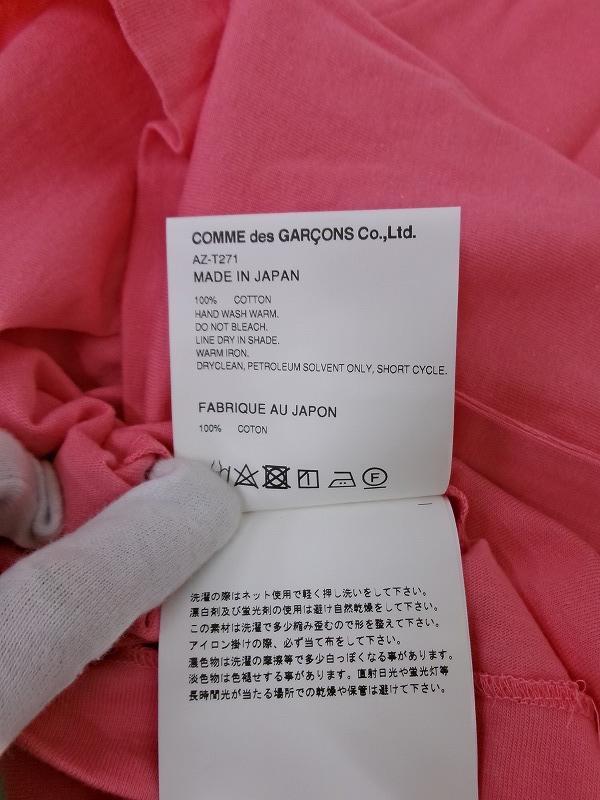 COMME des GARÇONS Co.,Ltd.
AZ-T271
MADE IN JAPAN
100% COTTON
HAND WASH WARM.
DO NOT BLEACH.
LINE DRY IN SHADE.
WARM IRON.
DRYCLEAN, PETROLEUM SOLVENT ONLY, SHORT CYCLE.
FABRIQUE AU JAPON
100% COTON
F
洗濯の際はネット使用で軽く押し洗いをして下さい。
漂白剤及び蛍光剤の使用は避け自然乾燥をして下さい。
この素材は洗濯で多少縮み歪むので形を整えて下さい。
アイロン掛けの際、必ず当て布をして下さい。
濃色物は洗濯の摩擦等で多少白っぽくなる事があります。
淡色物は色褪せする事があります。直射日光や蛍光灯等
長時間光が当たる場所での乾燥や保管は避けて下さい。